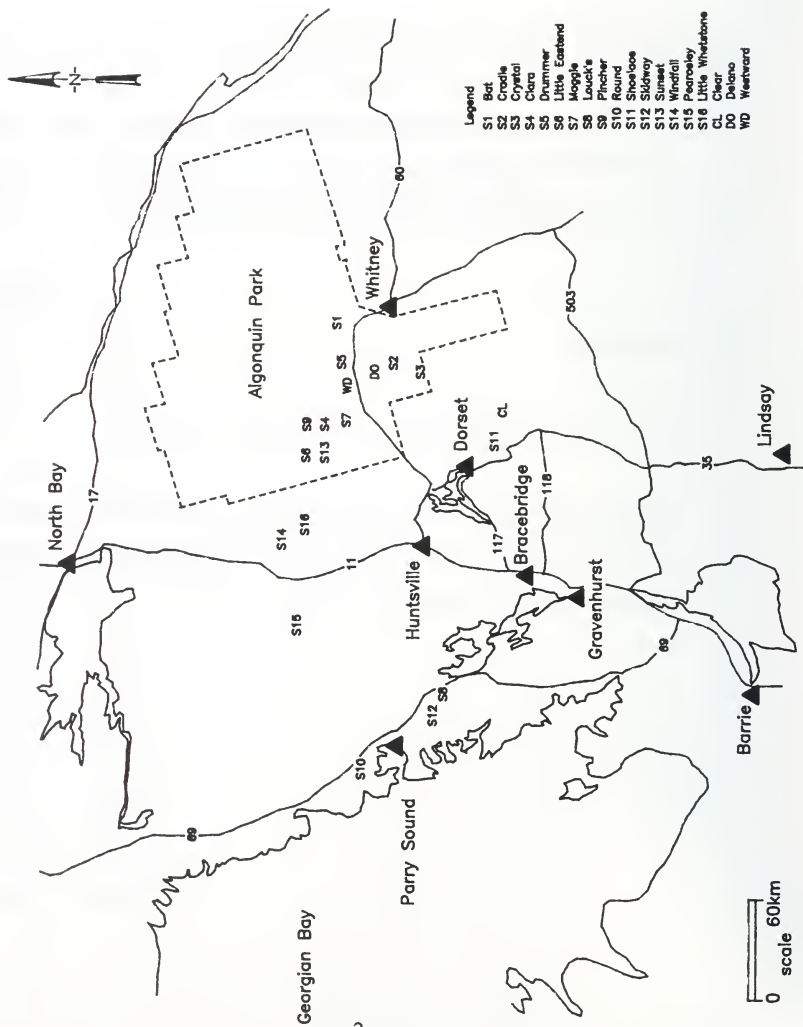 N
North Bay
17
Algonquin Park
60
Whitney
S1
S5
WD
DO
S2
S3
S6
S9
S13
S4
S7
S14
S16
S15
11
Huntsville
Dorset
S11
CL
503
117
118
Bracebridge
Gravenhurst
35
Lindsay
69
S10
S12
S8
Parry Sound
Georgian Bay
69
Barrie
0
60km
scale
Legend
S1 Bat
S2 Cradle
S3 Crystal
S4 Clara
S5 Drummer
S6 Little Eastend
S7 Maggie
S8 Louck's
S9 Pincher
S10 Round
S11 Shoelace
S12 Skidway
S13 Sunset
S14 Windfall
S15 Pearceley
S16 Little Whetstone
CL Clear
DO Delano
WD Westward